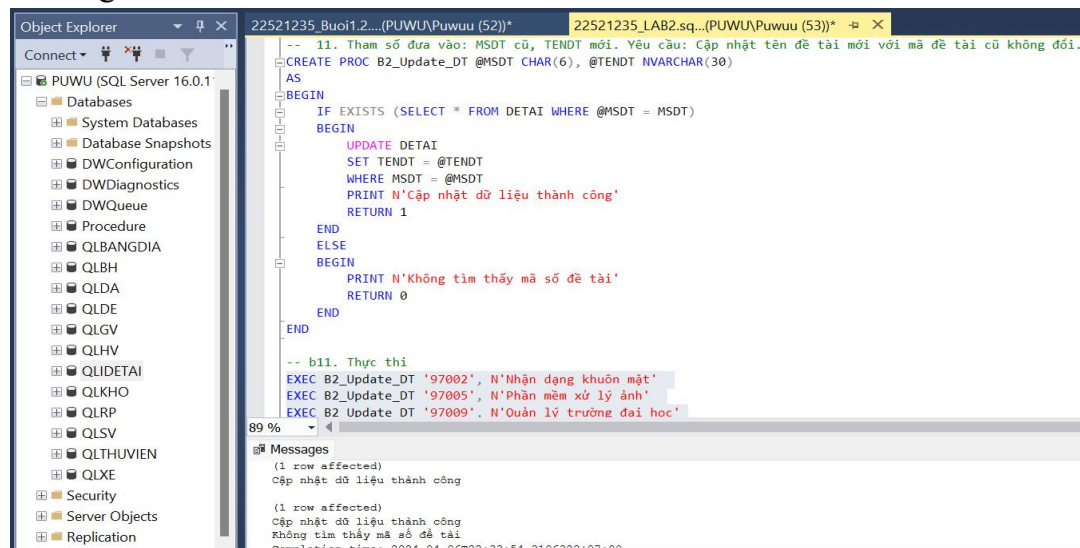 Object Explorer
Connect
PUWU (SQL Server 16.0.1
Databases
System Databases
Database Snapshots
DWConfiguration
DWDiagnostics
DWQueue
Procedure
QLBANGDIA
QLBH
QLDA
QLDE
QLGV
QLHV
QLIDETAI
QLKHO
QLRP
QLSV
QLTHUVIEN
QLXE
Security
Server Objects
Replication
22521235_Buoi1.2....(PUWU\Puwuu (52))*
22521235_LAB2.sq...(PUWU\Puwuu (53))*
-- 11. Tham số đưa vào: MSDT cũ, TENDT mới. Yêu cầu: Cập nhật tên đề tài mới với mã đề tài cũ không đổi.
CREATE PROC B2_Update_DT @MSDT CHAR(6), @TENDT NVARCHAR(30)
AS
BEGIN
IF EXISTS (SELECT * FROM DETAI WHERE @MSDT = MSDT)
BEGIN
UPDATE DETAI
SET TENDT = @TENDT
WHERE MSDT = @MSDT
PRINT N'Cập nhật dữ liệu thành công'
RETURN 1
END
ELSE
BEGIN
PRINT N'Không tìm thấy mã số đề tài'
RETURN 0
END
END
-- b11. Thực thi
EXEC B2_Update_DT '97002', N'Nhận dạng khuôn mặt'
EXEC B2_Update_DT '97005', N'Phần mềm xử lý ảnh'
EXEC B2_Update_DT '97009', N'Quản lý trường đại học'
89 %
Messages
(1 row affected)
Cập nhật dữ liệu thành công
(1 row affected)
Cập nhật dữ liệu thành công
Không tìm thấy mã số đề tài